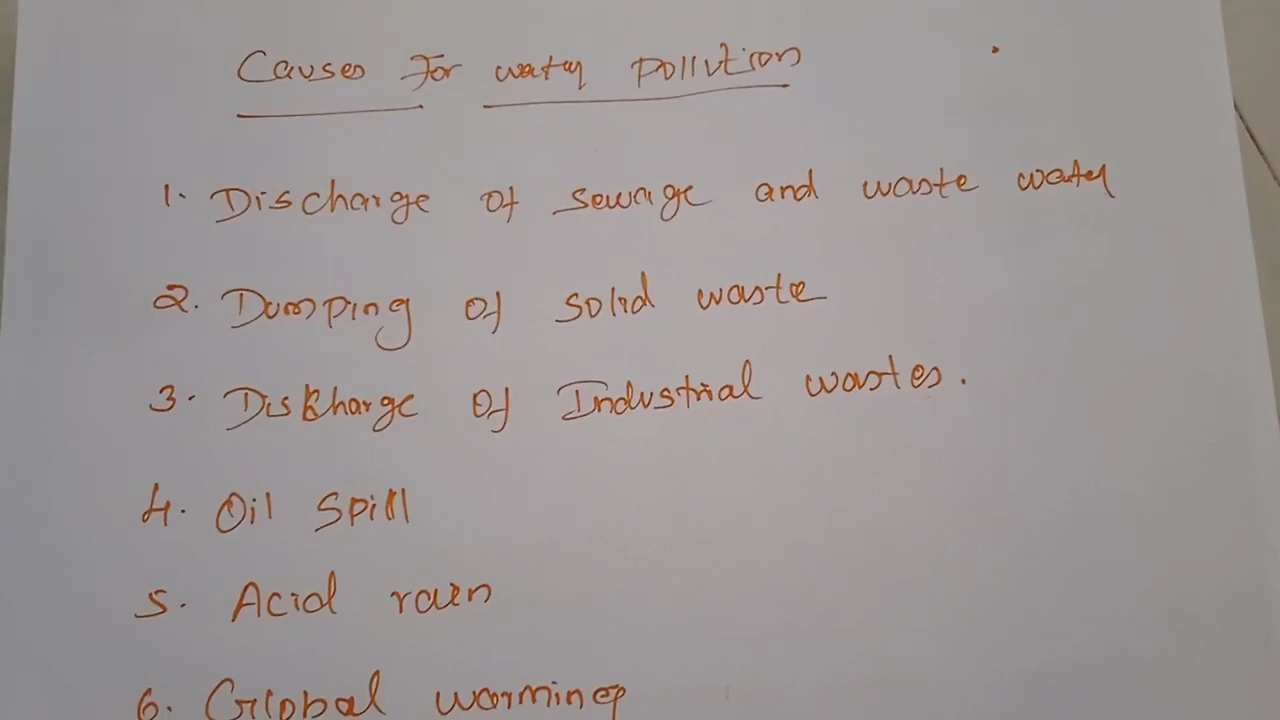 Causes For water pollution
1. Discharge of sewage and waste water
2. Dumping of solid waste
3. Discharge of Industrial wastes.
4. Oil Spill
5. Acid rain
6. Global warming